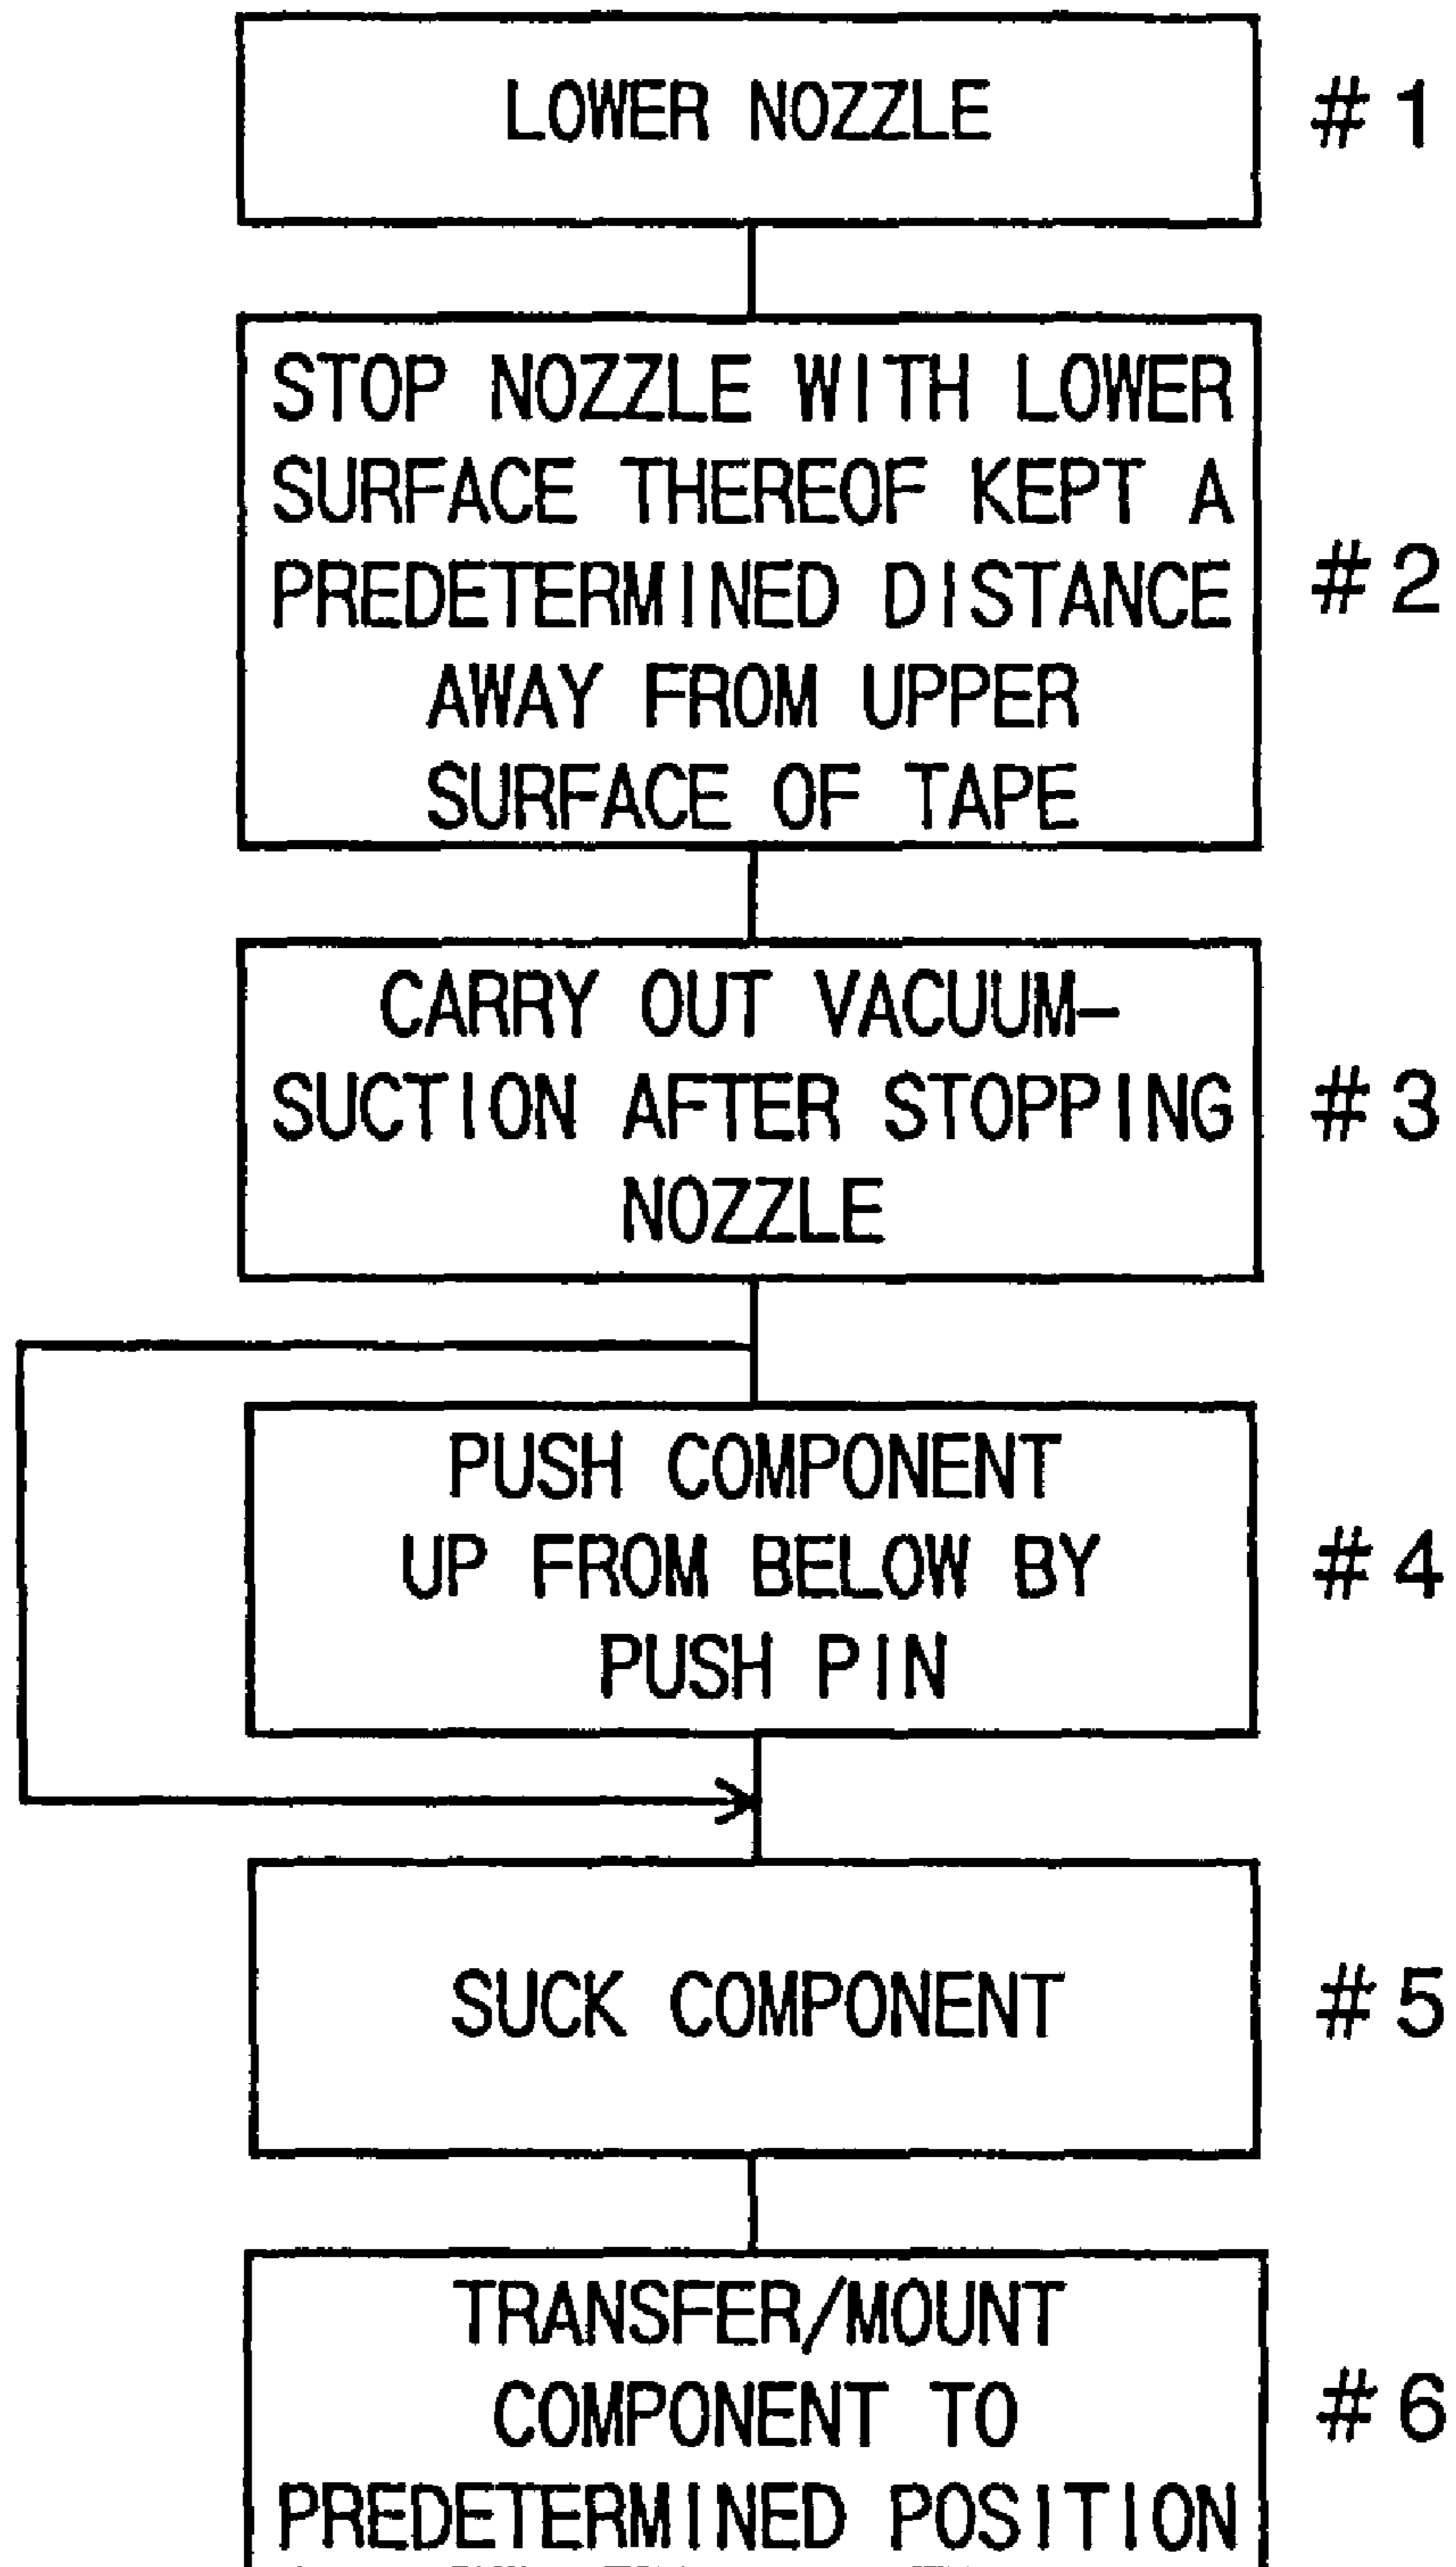 LOWER NOZZLE
#1
STOP NOZZLE WITH LOWER
SURFACE THEREOF KEPT A
PREDETERMINED DISTANCE
AWAY FROM UPPER
SURFACE OF TAPE
#2
CARRY OUT VACUUM-
SUCTION AFTER STOPPING
NOZZLE
#3
PUSH COMPONENT
UP FROM BELOW BY
PUSH PIN
#4
SUCK COMPONENT
#5
TRANSFER/MOUNT
COMPONENT TO
PREDETERMINED POSITION
#6